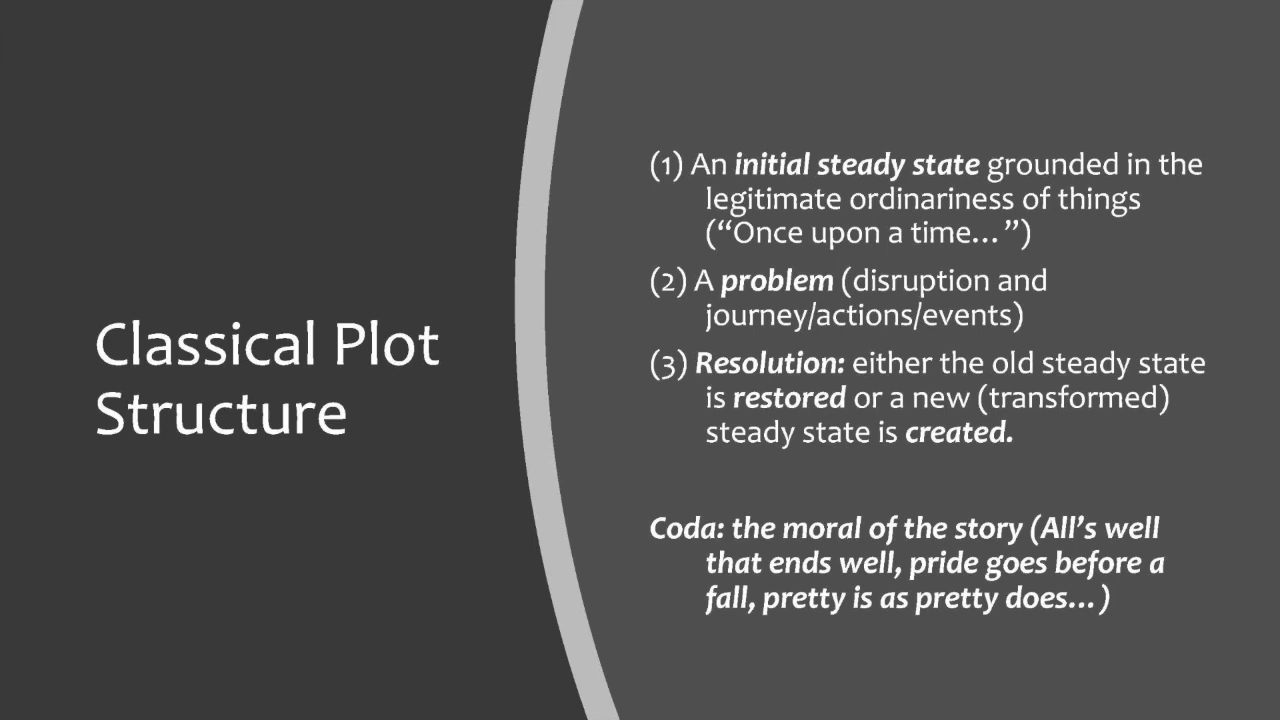 Classical Plot
Structure
(1) An initial steady state grounded in the
legitimate ordinariness of things
(“Once upon a time…”)
(2) A problem (disruption and
journey/actions/events)
(3) Resolution: either the old steady state
is restored or a new (transformed)
steady state is created.
Coda: the moral of the story (All’s well
that ends well, pride goes before a
fall, pretty is as pretty does…)